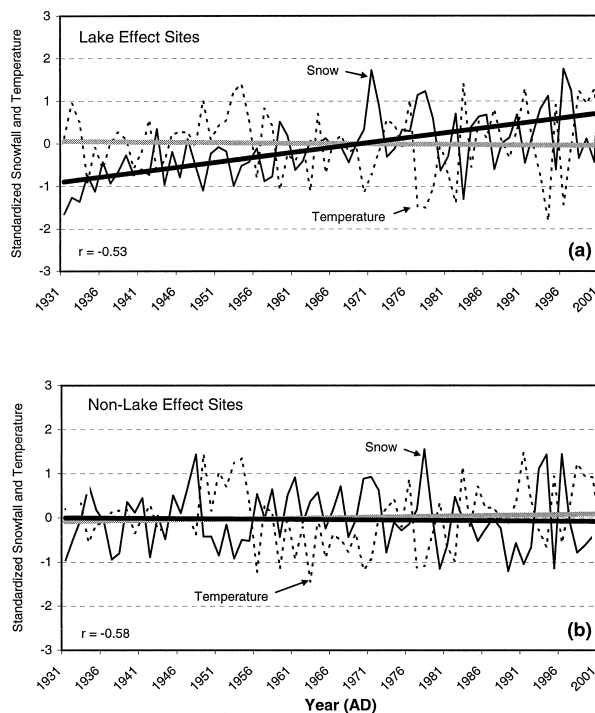 Standardized Snowfall and Temperature
3
2
1
0
-1
-2
-3
Lake Effect Sites
Snow
Temperature
r = -0.53
(a)
1931 1936 1941 1946 1951 1956 1961 1966 1971 1976 1981 1986 1991 1996 2001
Standardized Snowfall and Temperature
3
2
1
0
-1
-2
-3
Non-Lake Effect Sites
Snow
Temperature
r = -0.58
(b)
1931 1936 1941 1946 1951 1956 1961 1966 1971 1976 1981 1986 1991 1996 2001
Year (AD)